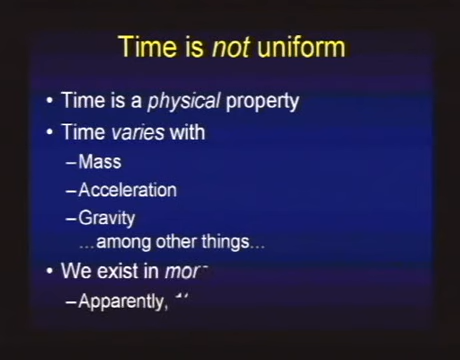 Time is not uniform
• Time is a physical property
• Time varies with
–Mass
–Acceleration
–Gravity
…among other things…
• We exist in
–Apparently,